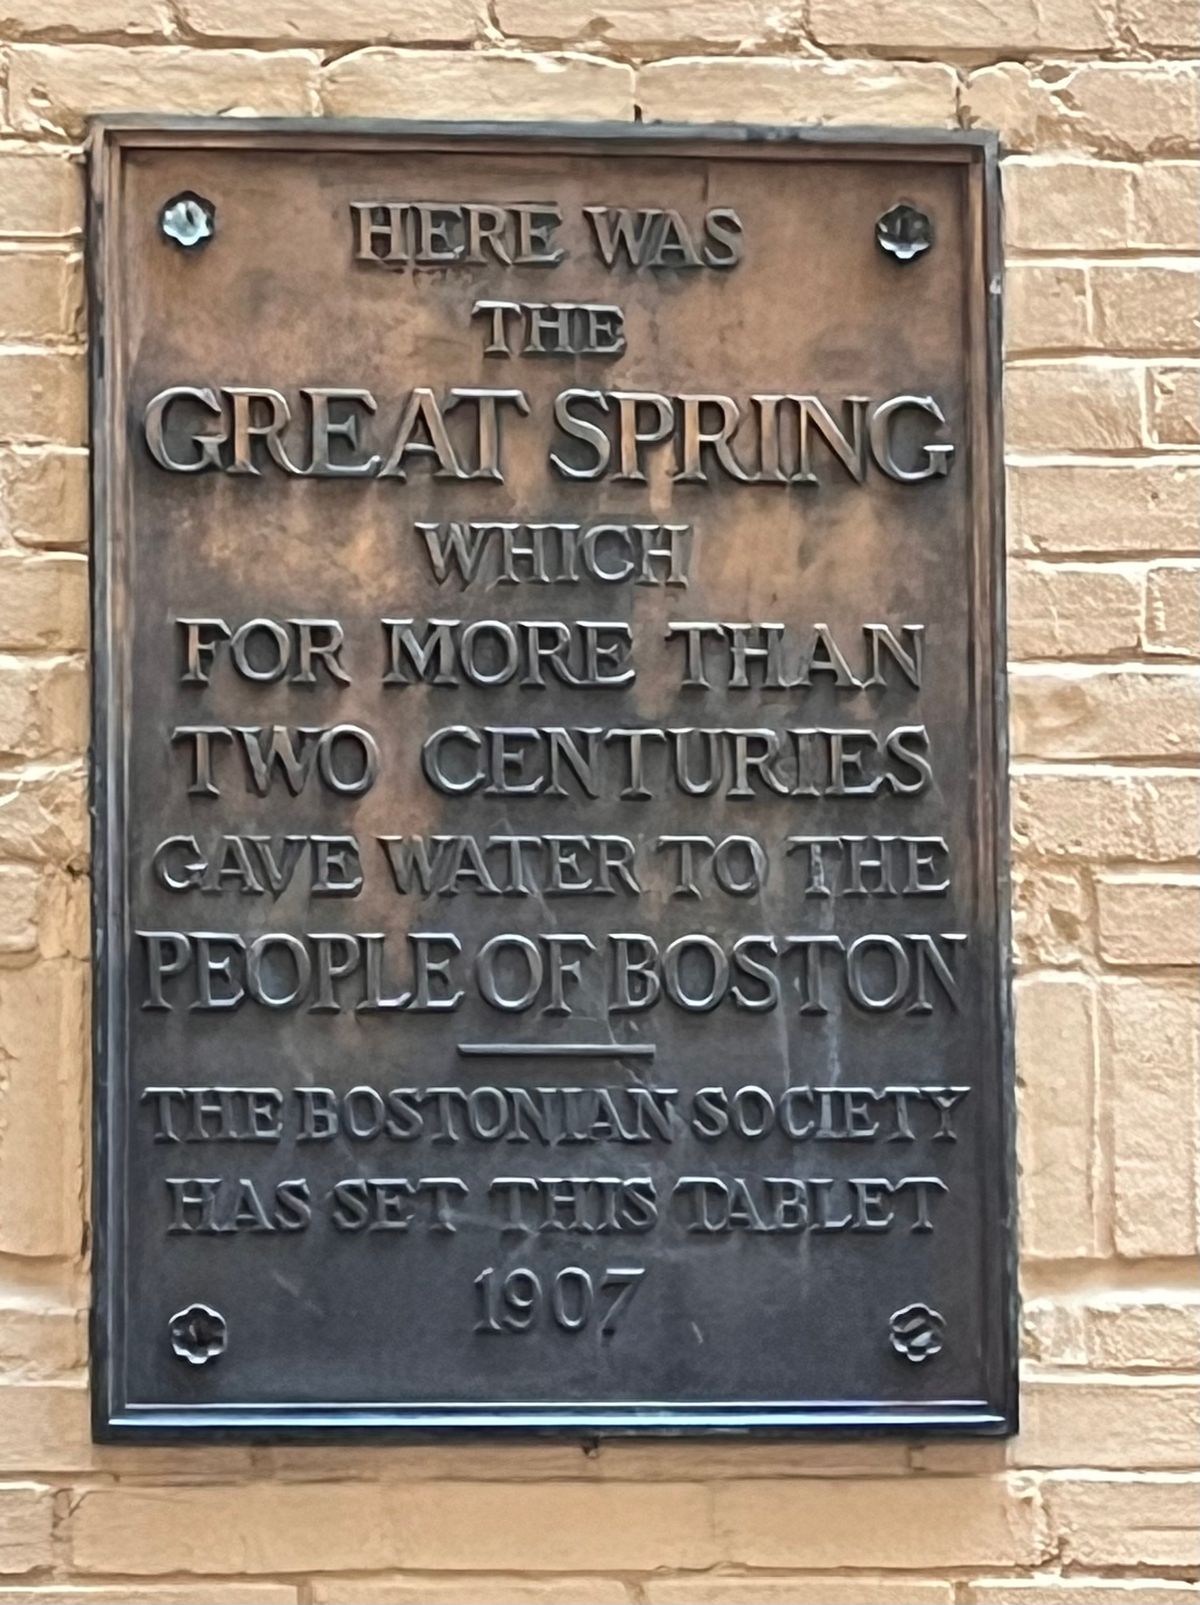 HERE WAS
THE
GREAT SPRING
WHICH
FOR MORE THAN
TWO CENTURIES
GAVE WATER TO THE
PEOPLE OF BOSTON
THE BOSTONIAN SOCIETY
HAS SET THIS TABLET
1907